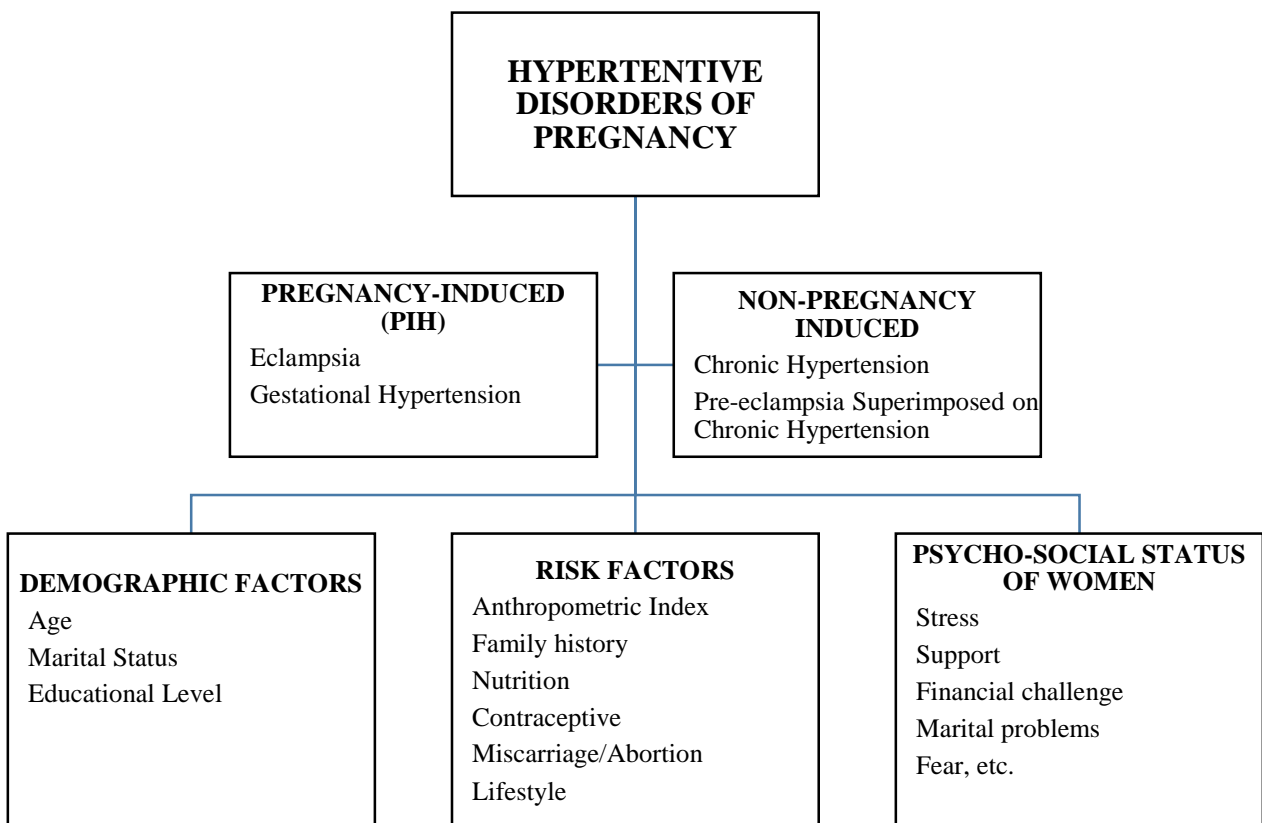 HYPERTENTIVE
DISORDERS OF
PREGNANCY
PREGNANCY-INDUCED
(PIH)
Eclampsia
Gestational Hypertension
NON-PREGNANCY
INDUCED
Chronic Hypertension
Pre-eclampsia Superimposed on
Chronic Hypertension
DEMOGRAPHIC FACTORS
Age
Marital Status
Educational Level
RISK FACTORS
Anthropometric Index
Family history
Nutrition
Contraceptive
Miscarriage/Abortion
Lifestyle
PSYCHO-SOCIAL STATUS
OF WOMEN
Stress
Support
Financial challenge
Marital problems
Fear, etc.